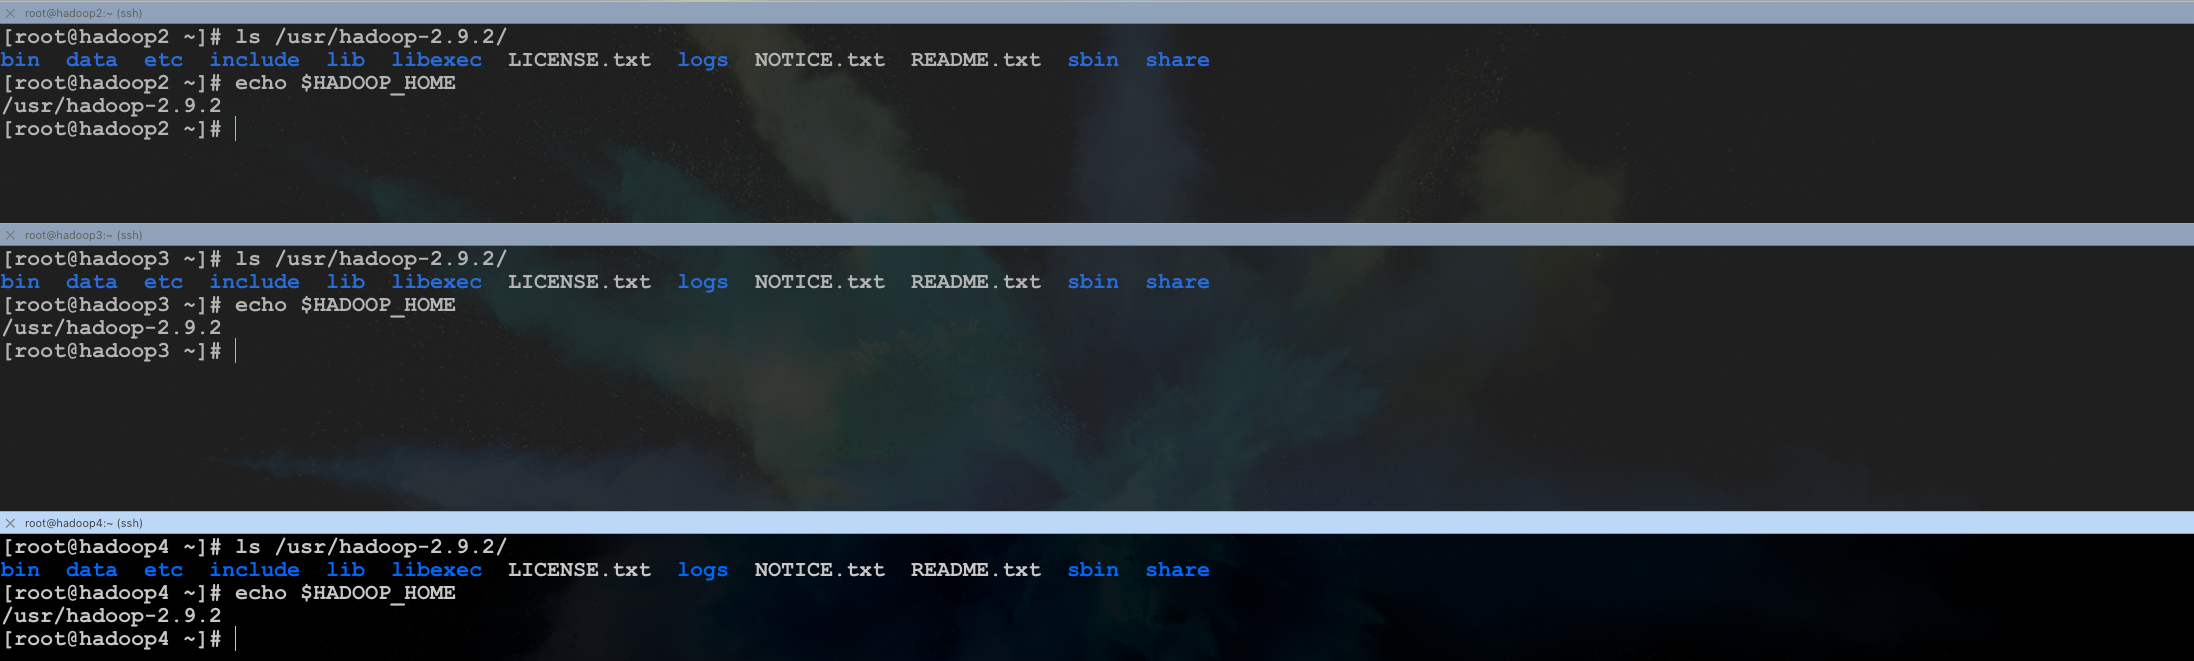 root@hadoop2:~ (ssh)
[root@hadoop2 ~]# ls /usr/hadoop-2.9.2/
bin  data  etc  include  lib  libexec  LICENSE.txt  logs  NOTICE.txt  README.txt  sbin  share
[root@hadoop2 ~]# echo $HADOOP_HOME
/usr/hadoop-2.9.2
[root@hadoop2 ~]#
root@hadoop3:~ (ssh)
[root@hadoop3 ~]# ls /usr/hadoop-2.9.2/
bin  data  etc  include  lib  libexec  LICENSE.txt  logs  NOTICE.txt  README.txt  sbin  share
[root@hadoop3 ~]# echo $HADOOP_HOME
/usr/hadoop-2.9.2
[root@hadoop3 ~]#
root@hadoop4:~ (ssh)
[root@hadoop4 ~]# ls /usr/hadoop-2.9.2/
bin  data  etc  include  lib  libexec  LICENSE.txt  logs  NOTICE.txt  README.txt  sbin  share
[root@hadoop4 ~]# echo $HADOOP_HOME
/usr/hadoop-2.9.2
[root@hadoop4 ~]#